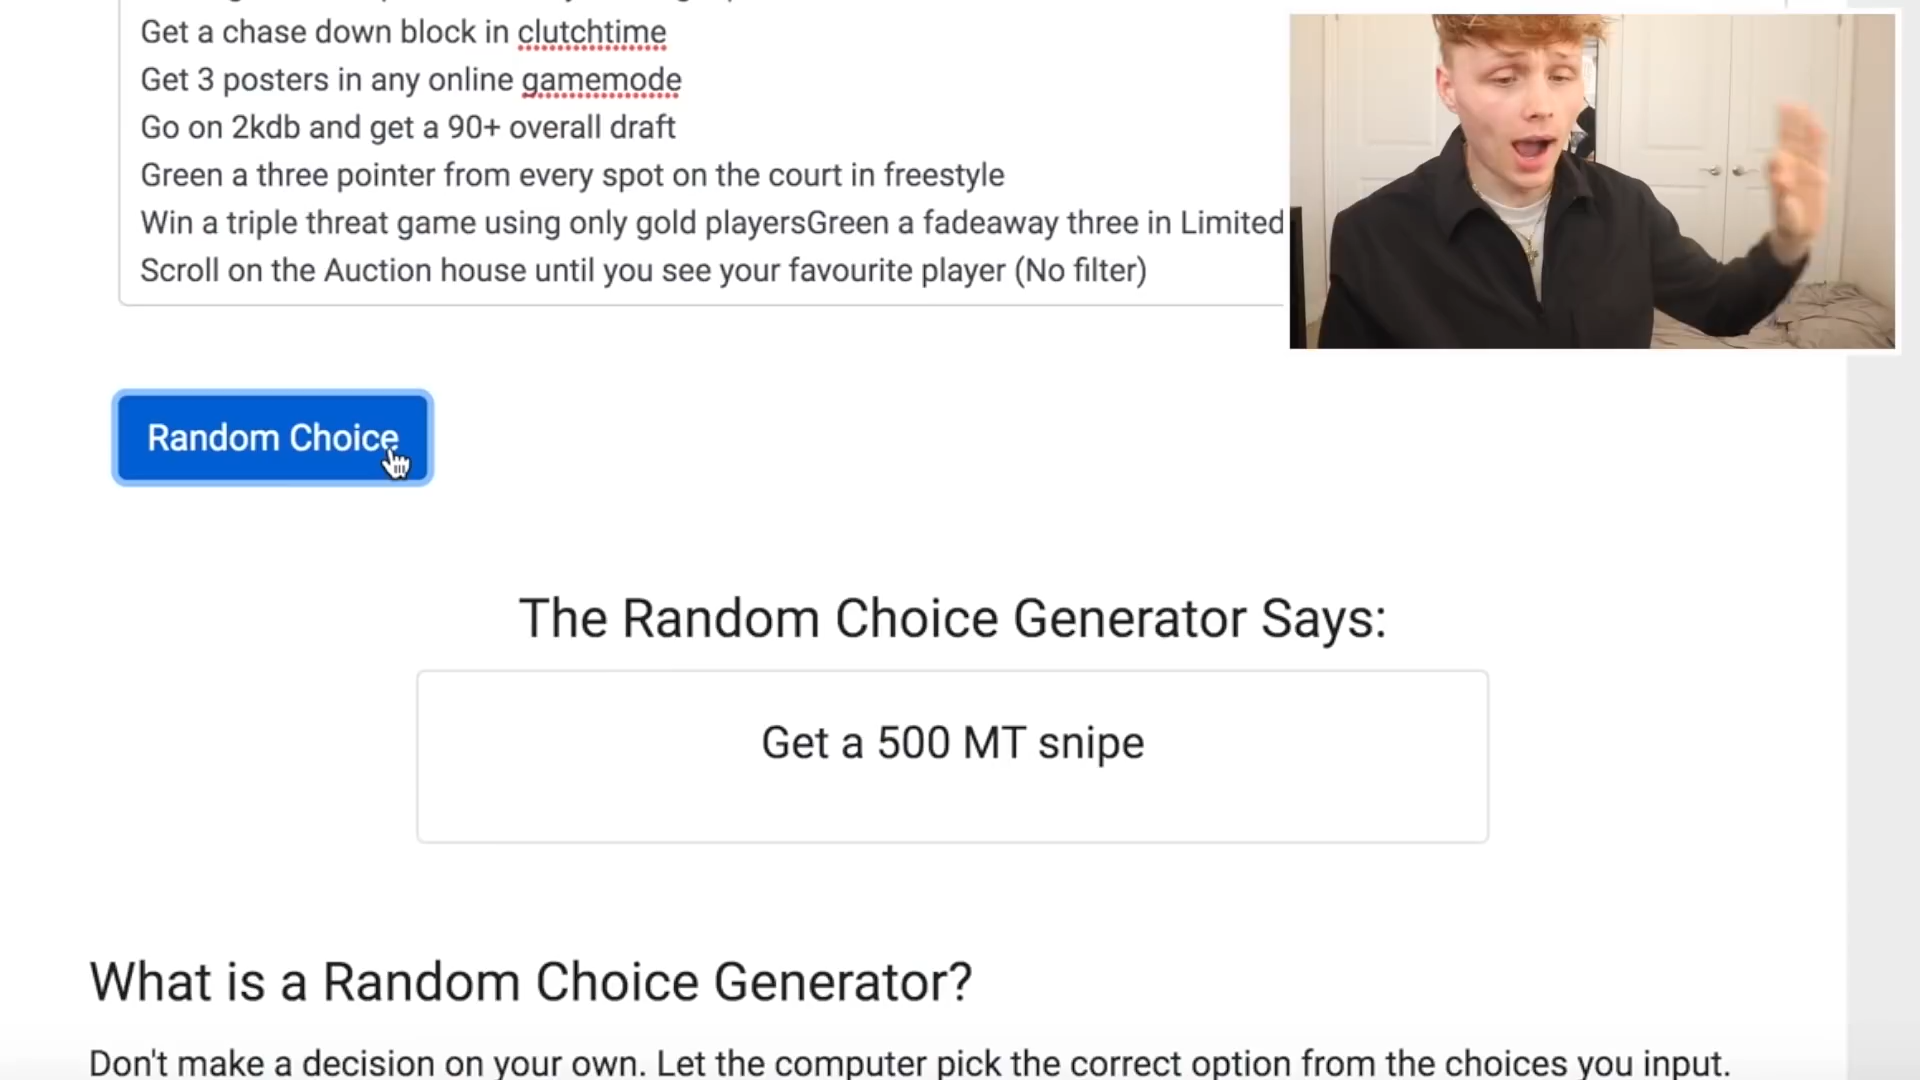 Get a chase down block in clutchtime
Get 3 posters in any online gamemode
Go on 2kdb and get a 90+ overall draft
Green a three pointer from every spot on the court in freestyle
Win a triple threat game using only gold playersGreen a fadeaway three in Limited
Scroll on the Auction house until you see your favourite player (No filter)
Random Choice
The Random Choice Generator Says:
Get a 500 MT snipe
What is a Random Choice Generator?
Don't make a decision on your own. Let the computer pick the correct option from the choices you input.